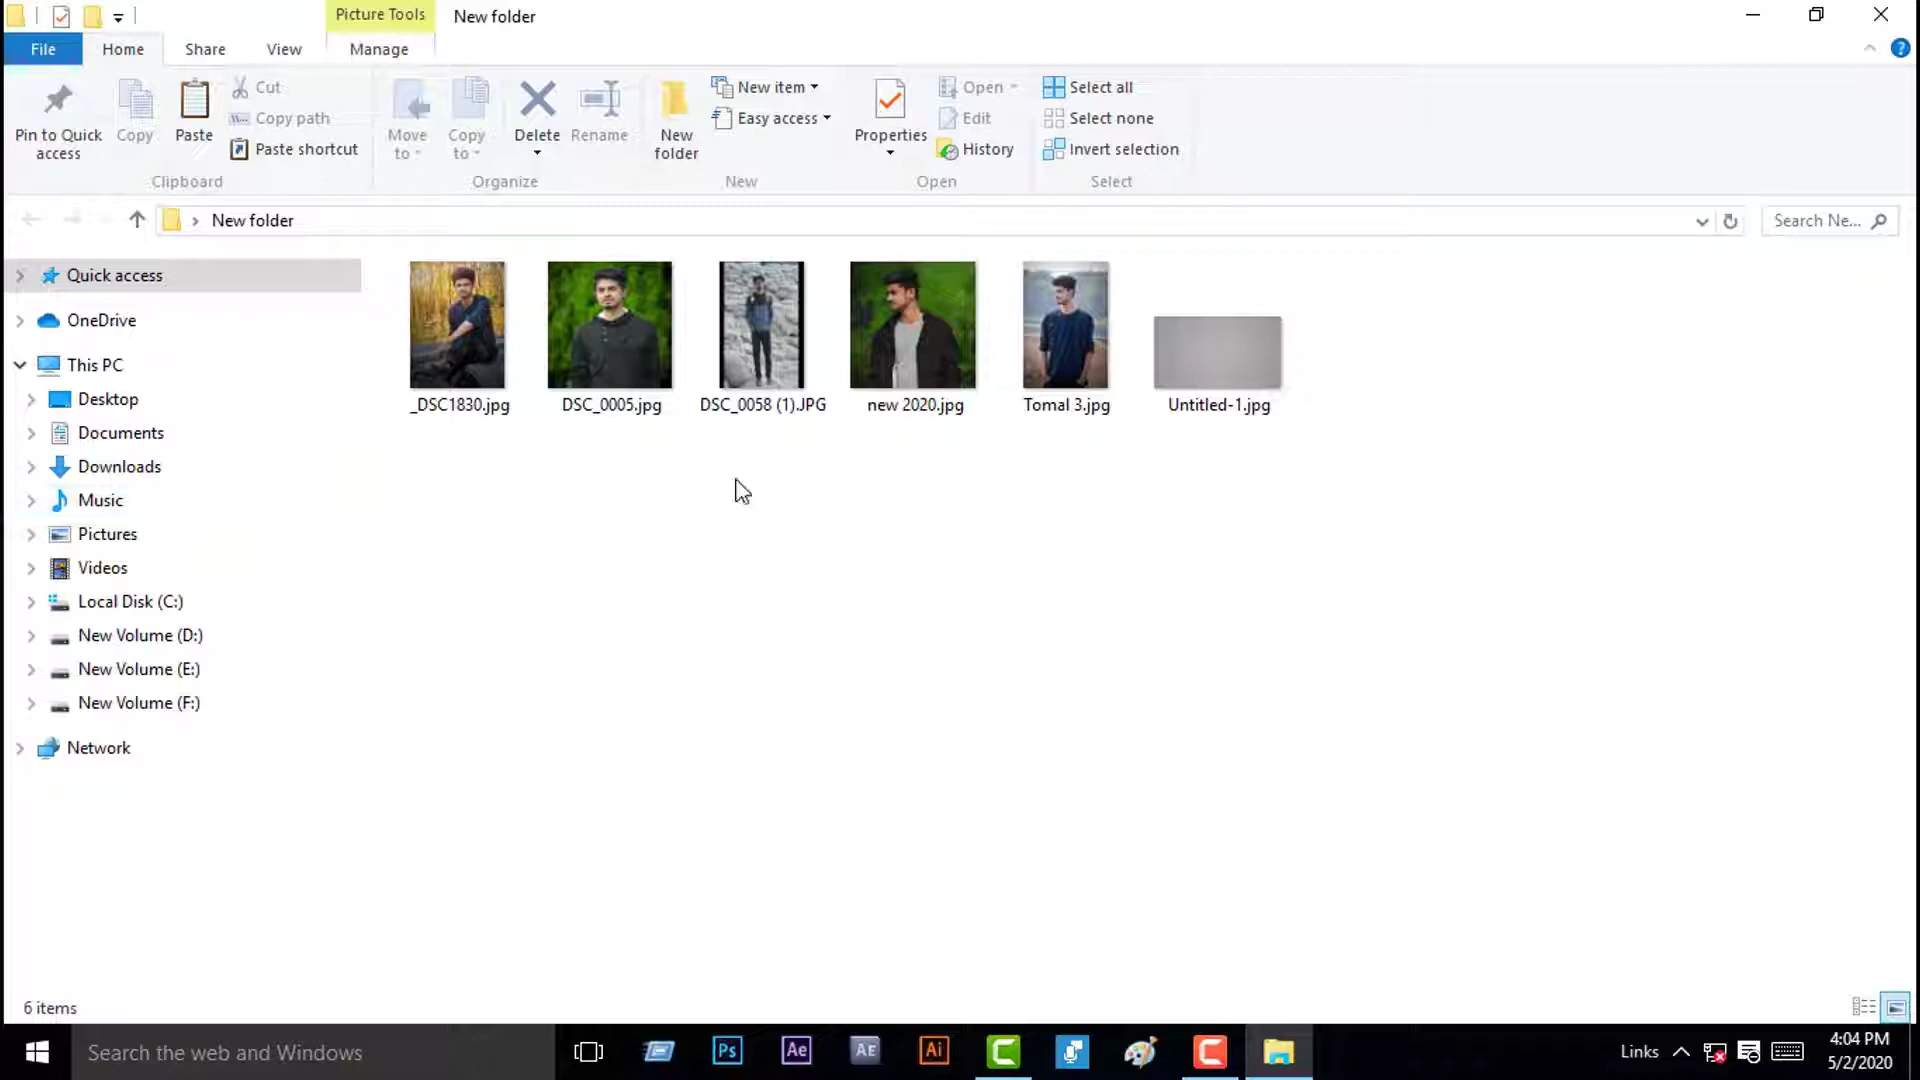 Picture Tools New folder
File Home Share View Manage
Pin to Quick access
Copy
Paste
Cut
Copy path
Paste shortcut
Clipboard
Move to
Copy to
Delete
Rename
Organize
New folder
New item
Easy access
New
Properties
Open
Edit
History
Open
Select all
Select none
Invert selection
Select
New folder
Search Ne...
Quick access
OneDrive
This PC
Desktop
Documents
Downloads
Music
Pictures
Videos
Local Disk (C:)
New Volume (D:)
New Volume (E:)
New Volume (F:)
Network
_DSC1830.jpg
DSC_0005.jpg
DSC_0058 (1).JPG
new 2020.jpg
Tomal 3.jpg
Untitled-1.jpg
6 items
Search the web and Windows
Ps
Ae
AE
Ai
Links
4:04 PM
5/2/2020